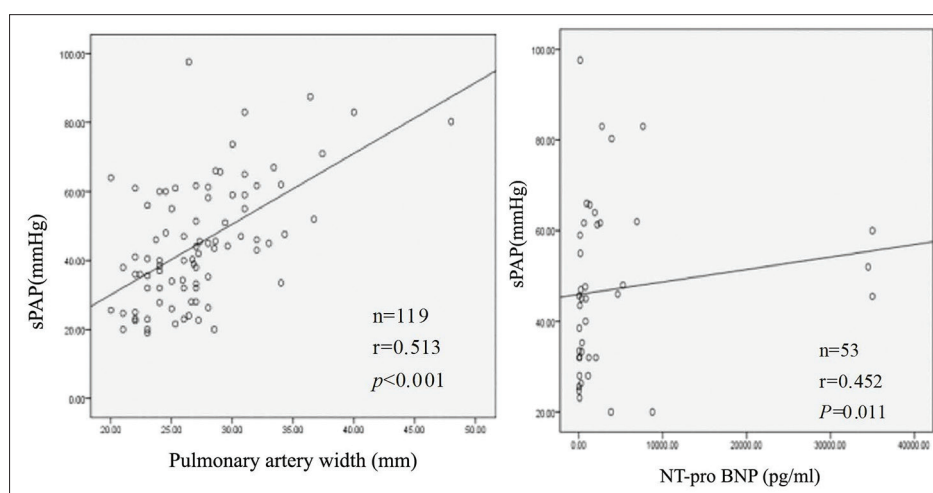 100.00
80.00
60.00
40.00
20.00
00.00
sPAP(mmHg)
n=119
r=0.513
p<0.001
20.00 25.00 30.00 35.00 40.00 45.00 50.00
Pulmonary artery width (mm)
100.00
80.00
60.00
40.00
20.00
sPAP(mmHg)
n=53
r=0.452
P=0.011
0.00 10000.00 20000.00 30000.00 40000.00
NT-pro BNP (pg/ml)